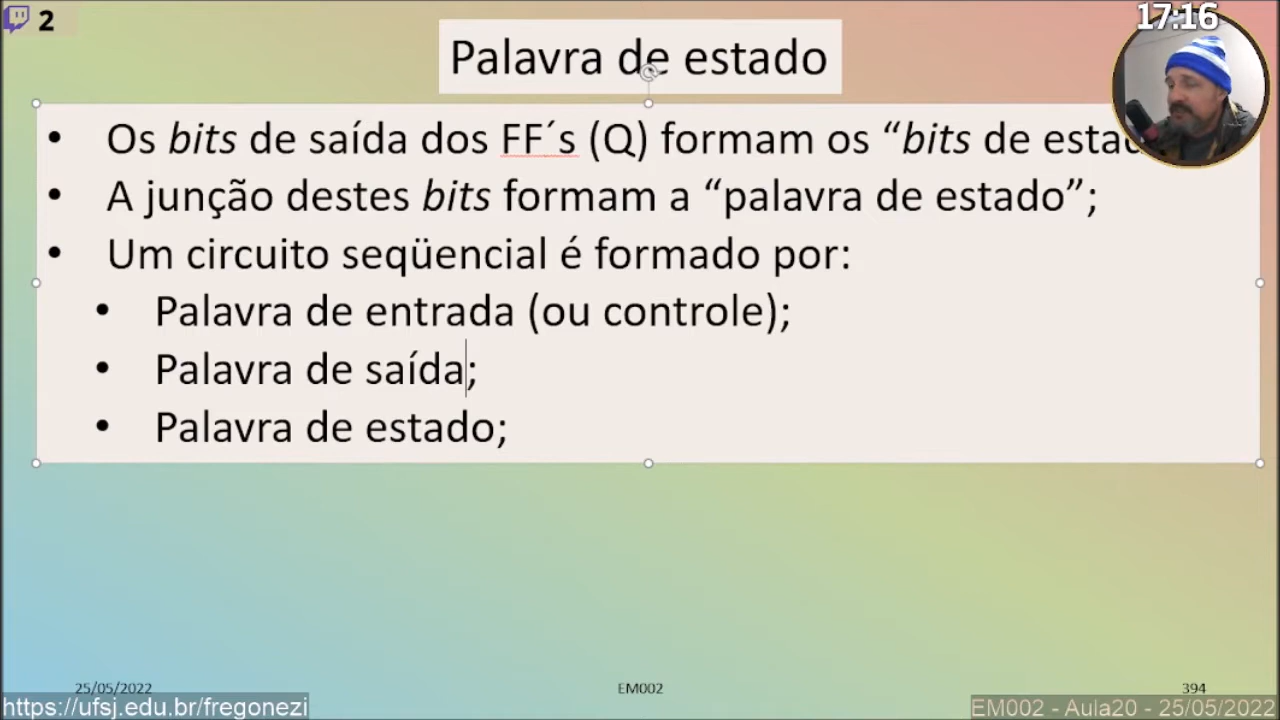 2
17:16
Palavra de estado
• Os bits de saída dos FF´s (Q) formam os “bits de
• A junção destes bits formam a “palavra de estado”;
• Um circuito seqüencial é formado por:
• Palavra de entrada (ou controle);
• Palavra de saída;
• Palavra de estado;
25/05/2022
EM002
394
https://ufsj.edu.br/fregonezi
EM002 - Aula20 - 25/05/2022